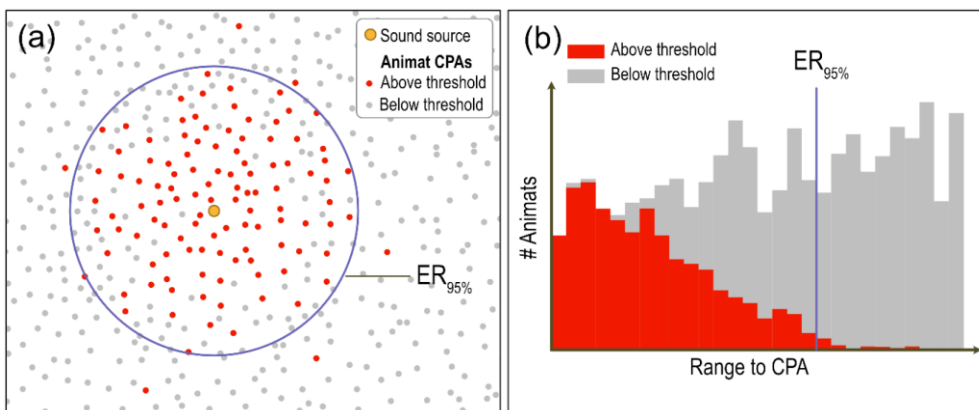 (a)
Sound source
Animat CPAs
Above threshold
Below threshold
ER95%
(b)
Above threshold
Below threshold
ER95%
# Animats
Range to CPA